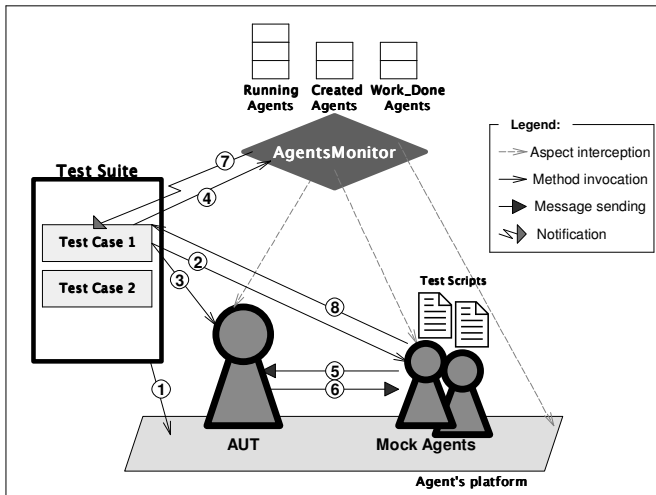 Running Agents
Created Agents
Work_Done Agents
AgentsMonitor
Legend:
Aspect interception
Method invocation
Message sending
Notification
Test Suite
7
4
Test Case 1
2
3
8
Test Case 2
Test Scripts
5
6
1
AUT
Mock Agents
Agent's platform